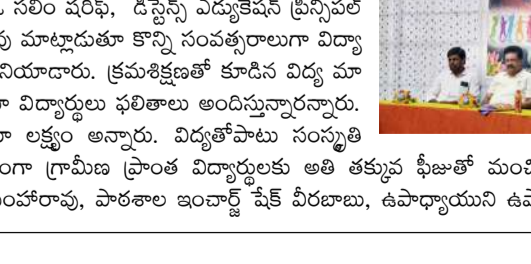 సలీం షరీఫ్, డిస్టెన్స్ ఎడ్యుకేషన్ ప్రిన్సిపల్
వు మాట్లాడుతూ కొన్ని సంవత్సరాలుగా విద్యా
నియాడారు. క్రమశిక్షణతో కూడిన విద్య మా
విద్యార్థులు ఫలితాలు అందిస్తున్నారన్నారు.
లక్ష్యం అన్నారు. విద్యతోపాటు సంస్కృతి
ంగా గ్రామీణ ప్రాంత విద్యార్థులకు అతి తక్కువ ఫీజుతో మంచి
ంహారావు, పాఠశాల ఇంచార్జ్ షేక్ వీరబాబు, ఉపాధ్యాయుని ఉపా